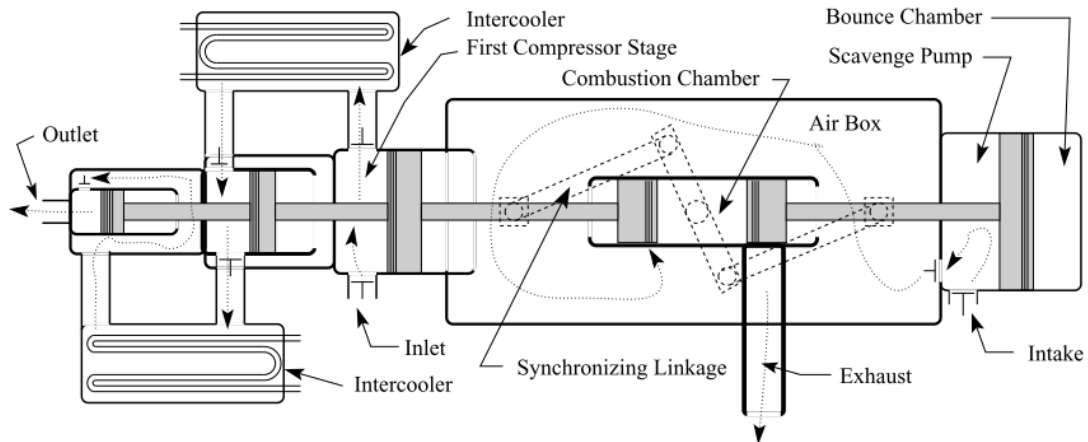 Intercooler
Bounce Chamber
First Compressor Stage
Scavenge Pump
Combustion Chamber
Outlet
Air Box
Inlet
Synchronizing Linkage
Exhaust
Intake
Intercooler